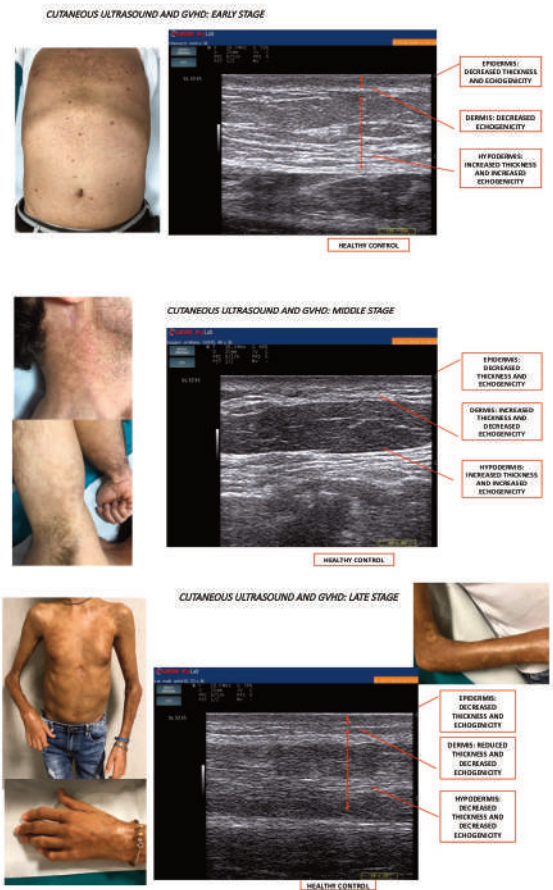 CUTANEOUS ULTRASOUND AND GVHD: EARLY STAGE
EPIDERMIS:
DECREASED THICKNESS
AND ECHOGENICITY
DERMIS: DECREASED
ECHOGENICITY
HYPODERMIS:
INCREASED THICKNESS
AND INCREASED
ECHOGENICITY
HEALTHY CONTROL
CUTANEOUS ULTRASOUND AND GVHD: MIDDLE STAGE
EPIDERMIS:
DECREASED
THICKNESS AND
ECHOGENICITY
DERMIS: INCREASED
THICKNESS AND
DECREASED
ECHOGENICITY
HYPODERMIS:
INCREASED THICKNESS
AND INCREASED
ECHOGENICITY
HEALTHY CONTROL
CUTANEOUS ULTRASOUND AND GVHD: LATE STAGE
EPIDERMIS:
DECREASED
THICKNESS AND
ECHOGENICITY
DERMIS: REDUCED
THICKNESS AND
DECREASED
ECHOGENICITY
HYPODERMIS:
DECREASED
THICKNESS AND
DECREASED
ECHOGENICITY
HEALTHY CONTROL